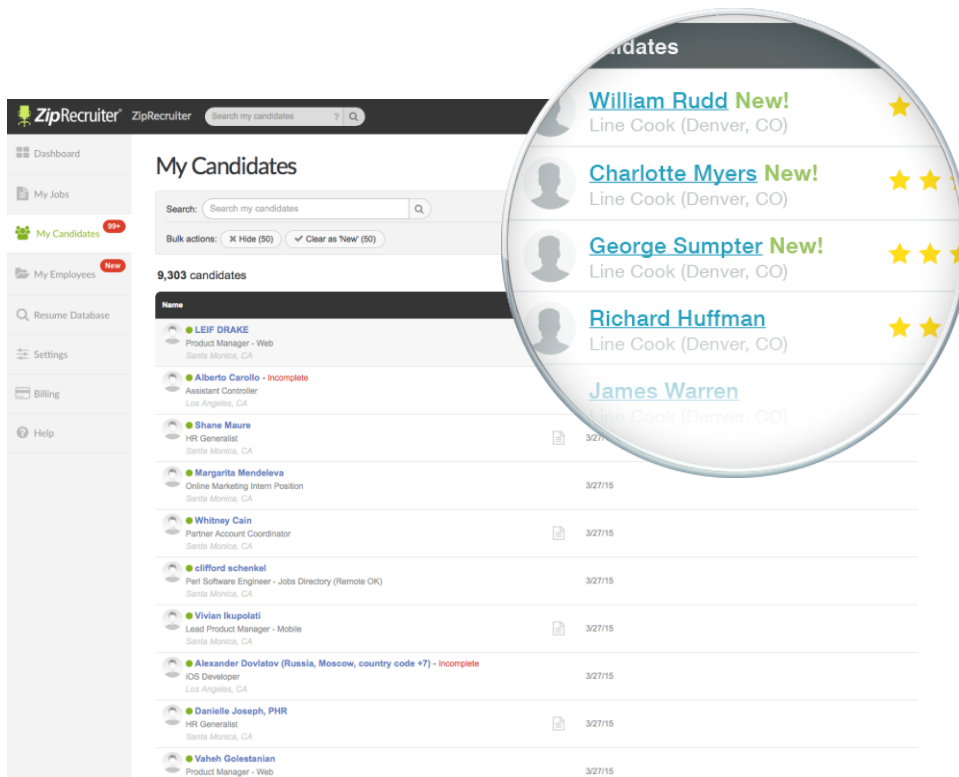 ZipRecruiter® ZipRecruiter Search my candidates ?
Dashboard
My Jobs
My Candidates 99+
My Employees New
Resume Database
Settings
Billing
Help
My Candidates
Search: Search my candidates
Bulk actions: Hide (50) Clear as 'New' (50)
9,303 candidates
Name
LEIF DRAKE
Product Manager - Web
Santa Monica, CA
Alberto Carollo - Incomplete
Assistant Controller
Los Angeles, CA
Shane Maure
HR Generalist
Santa Monica, CA
Margarita Mendeleva
Online Marketing Intern Position 3/27/15
Santa Monica, CA
Whitney Cain
Partner Account Coordinator 3/27/15
Santa Monica, CA
clifford schenkel
Perl Software Engineer - Jobs Directory (Remote OK) 3/27/15
Santa Monica, CA
Vivian Ikupolati
Lead Product Manager - Mobile 3/27/15
Santa Monica, CA
Alexander Dovlatov (Russia, Moscow, country code +7) - Incomplete
iOS Developer 3/27/15
Los Angeles, CA
Danielle Joseph, PHR
HR Generalist 3/27/15
Santa Monica, CA
Vaheh Golestanian
Product Manager - Web 3/27/15
William Rudd New!
Line Cook (Denver, CO)
Charlotte Myers New!
Line Cook (Denver, CO)
George Sumpter New!
Line Cook (Denver, CO)
Richard Huffman
Line Cook (Denver, CO)
James Warren
Line Cook (Denver, CO)